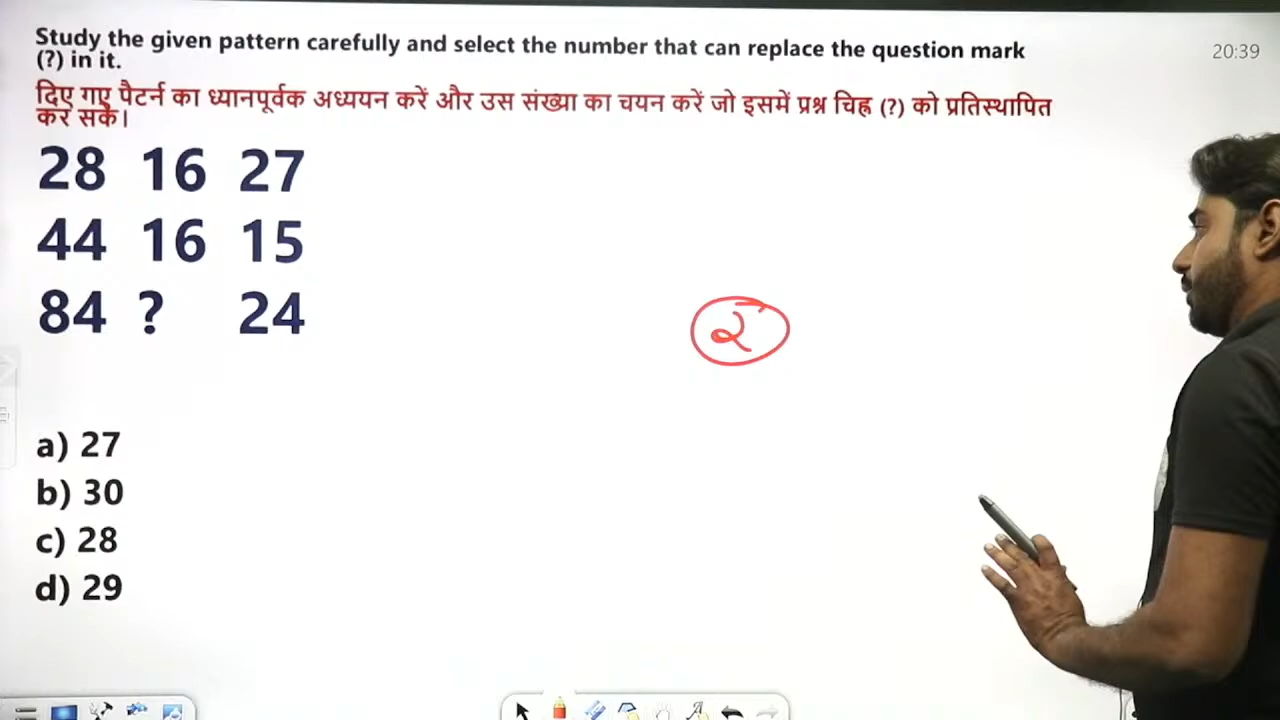 Study the given pattern carefully and select the number that can replace the question mark
(?) in it.
20:39
दिए गए पैटर्न का ध्यानपूर्वक अध्ययन करें और उस संख्या का चयन करें जो इसमें प्रश्न चिह्न (?) को प्रतिस्थापित
कर सके।
28 16 27
44 16 15
84 ? 24
a) 27
b) 30
c) 28
d) 29